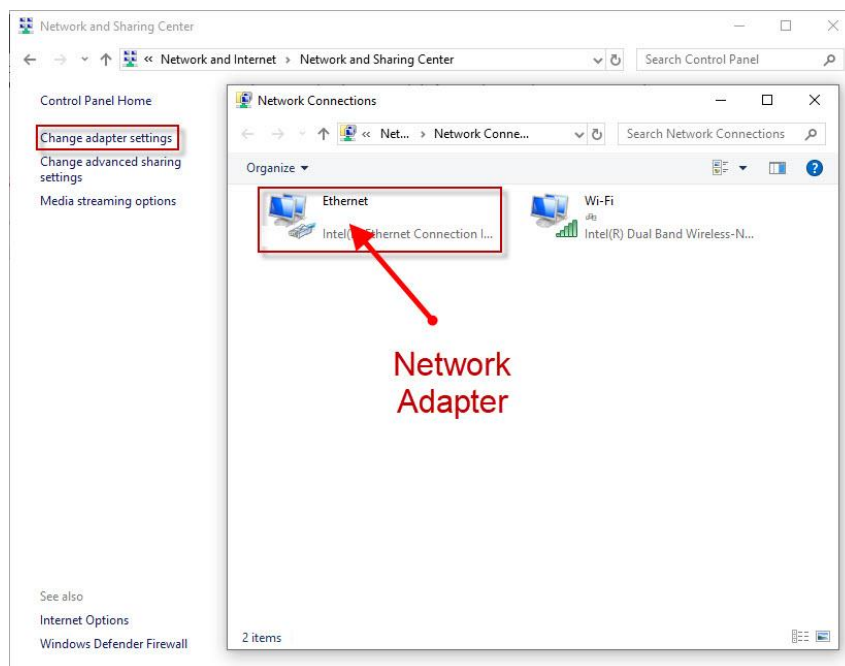 Network and Sharing Center
« Network and Internet › Network and Sharing Center
Search Control Panel
Control Panel Home
Change adapter settings
Change advanced sharing
settings
Media streaming options
See also
Internet Options
Windows Defender Firewall
Network Connections
« Net... › Network Conne...
Search Network Connections
Organize
Ethernet
Intel( Ethernet Connection I...
Wi-Fi
Intel(R) Dual Band Wireless-N...
Network
Adapter
2 items